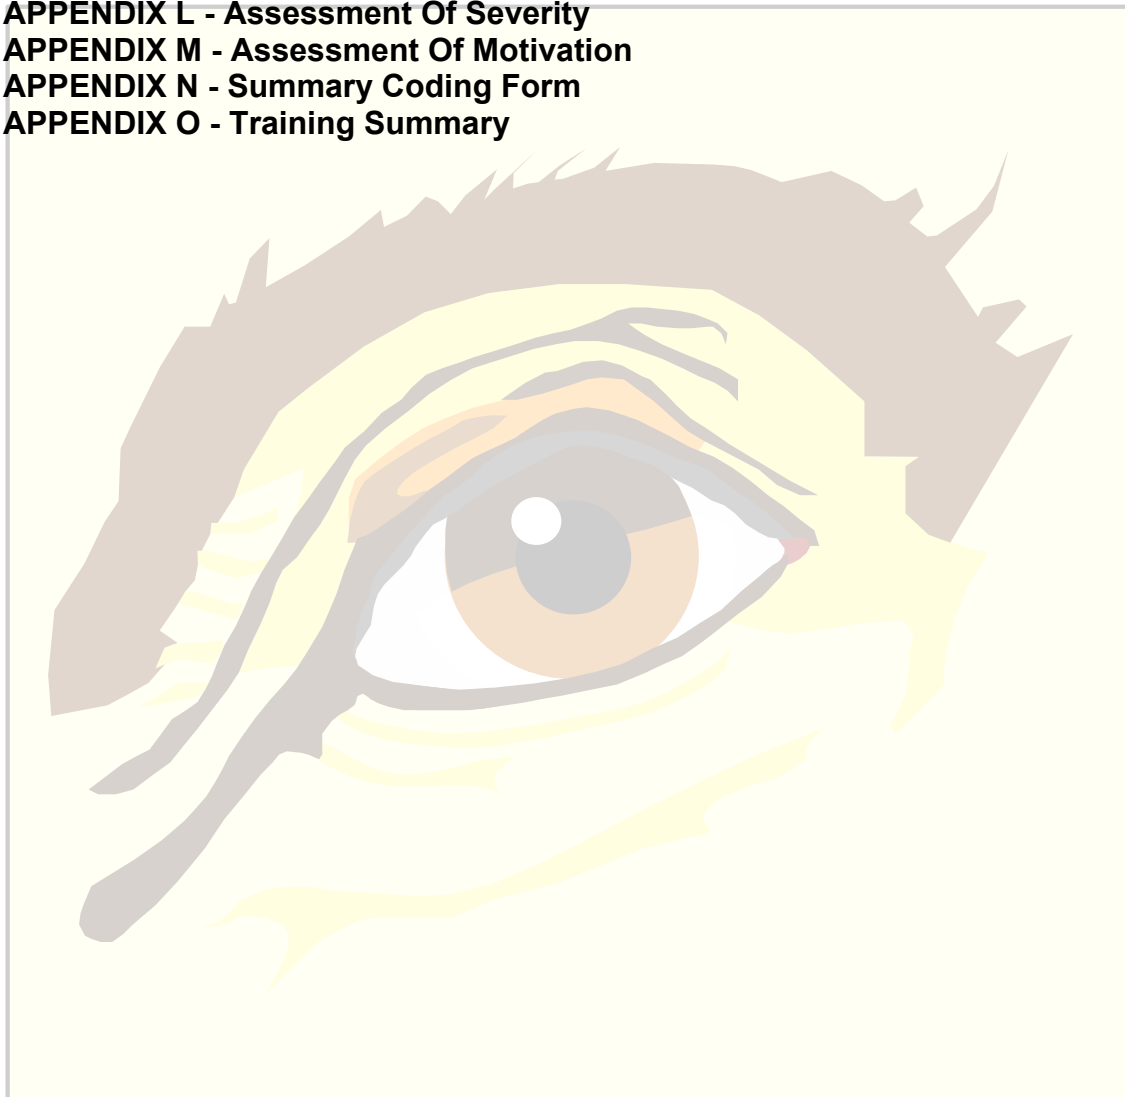 APPENDIX L - Assessment Of Severity
APPENDIX M - Assessment Of Motivation
APPENDIX N - Summary Coding Form
APPENDIX O - Training Summary